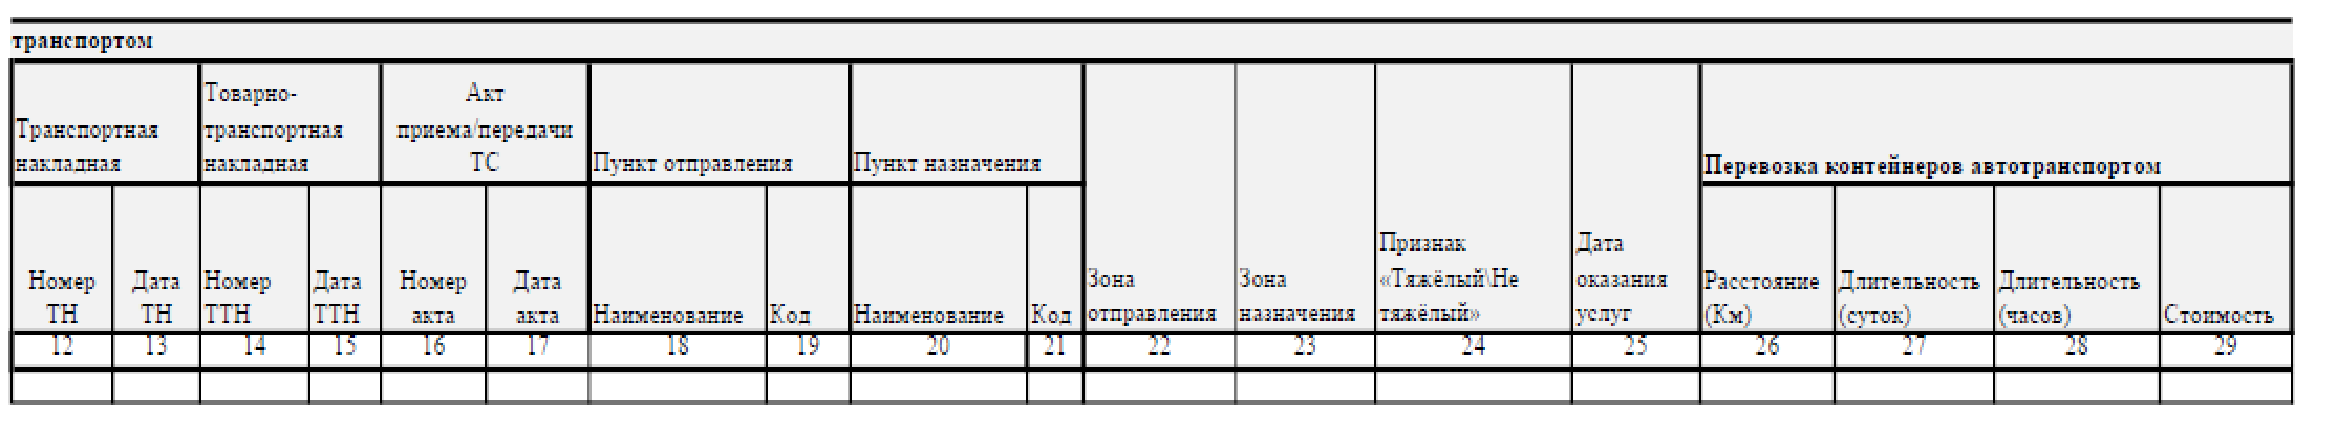 транспортом
Транспортная
накладная
Товарно-
транспортная
накладная
Акт
приема/передачи
ТС
Пункт отправления
Пункт назначения
Зона
отправления
Зона
назначения
Признак
«Тяжёлый\Не
тяжёлый»
Дата
оказания
услуг
Перевозка контейнеров автотранспортом
Номер
ТН
Дата
ТН
Номер
ТТН
Дата
ТТН
Номер
акта
Дата
акта
Наименование
Код
Наименование
Код
Расстояние
(Км)
Длительность
(суток)
Длительность
(часов)
Стоимость
12 13 14 15 16 17 18 19 20 21 22 23 24 25 26 27 28 29